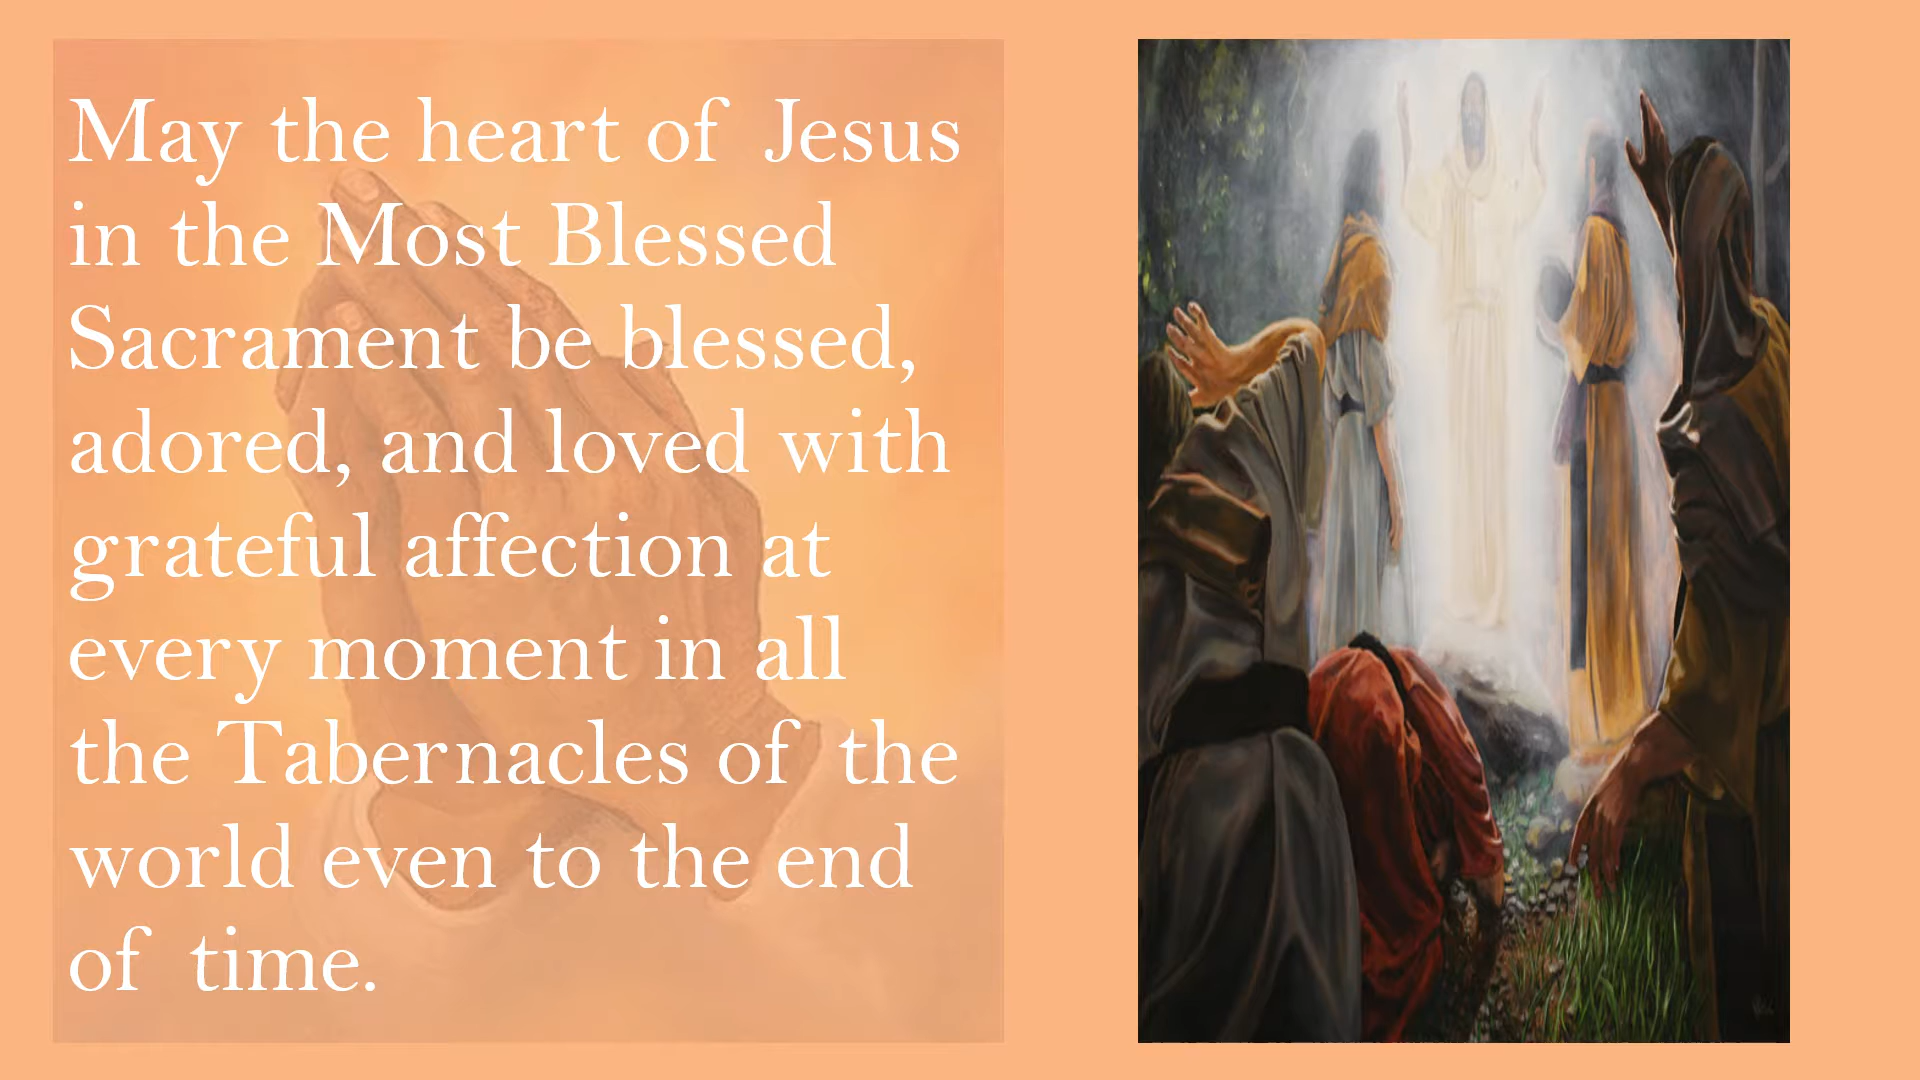 May the heart of Jesus
in the Most Blessed
Sacrament be blessed,
adored, and loved with
grateful affection at
every moment in all
the Tabernacles of the
world even to the end
of time.